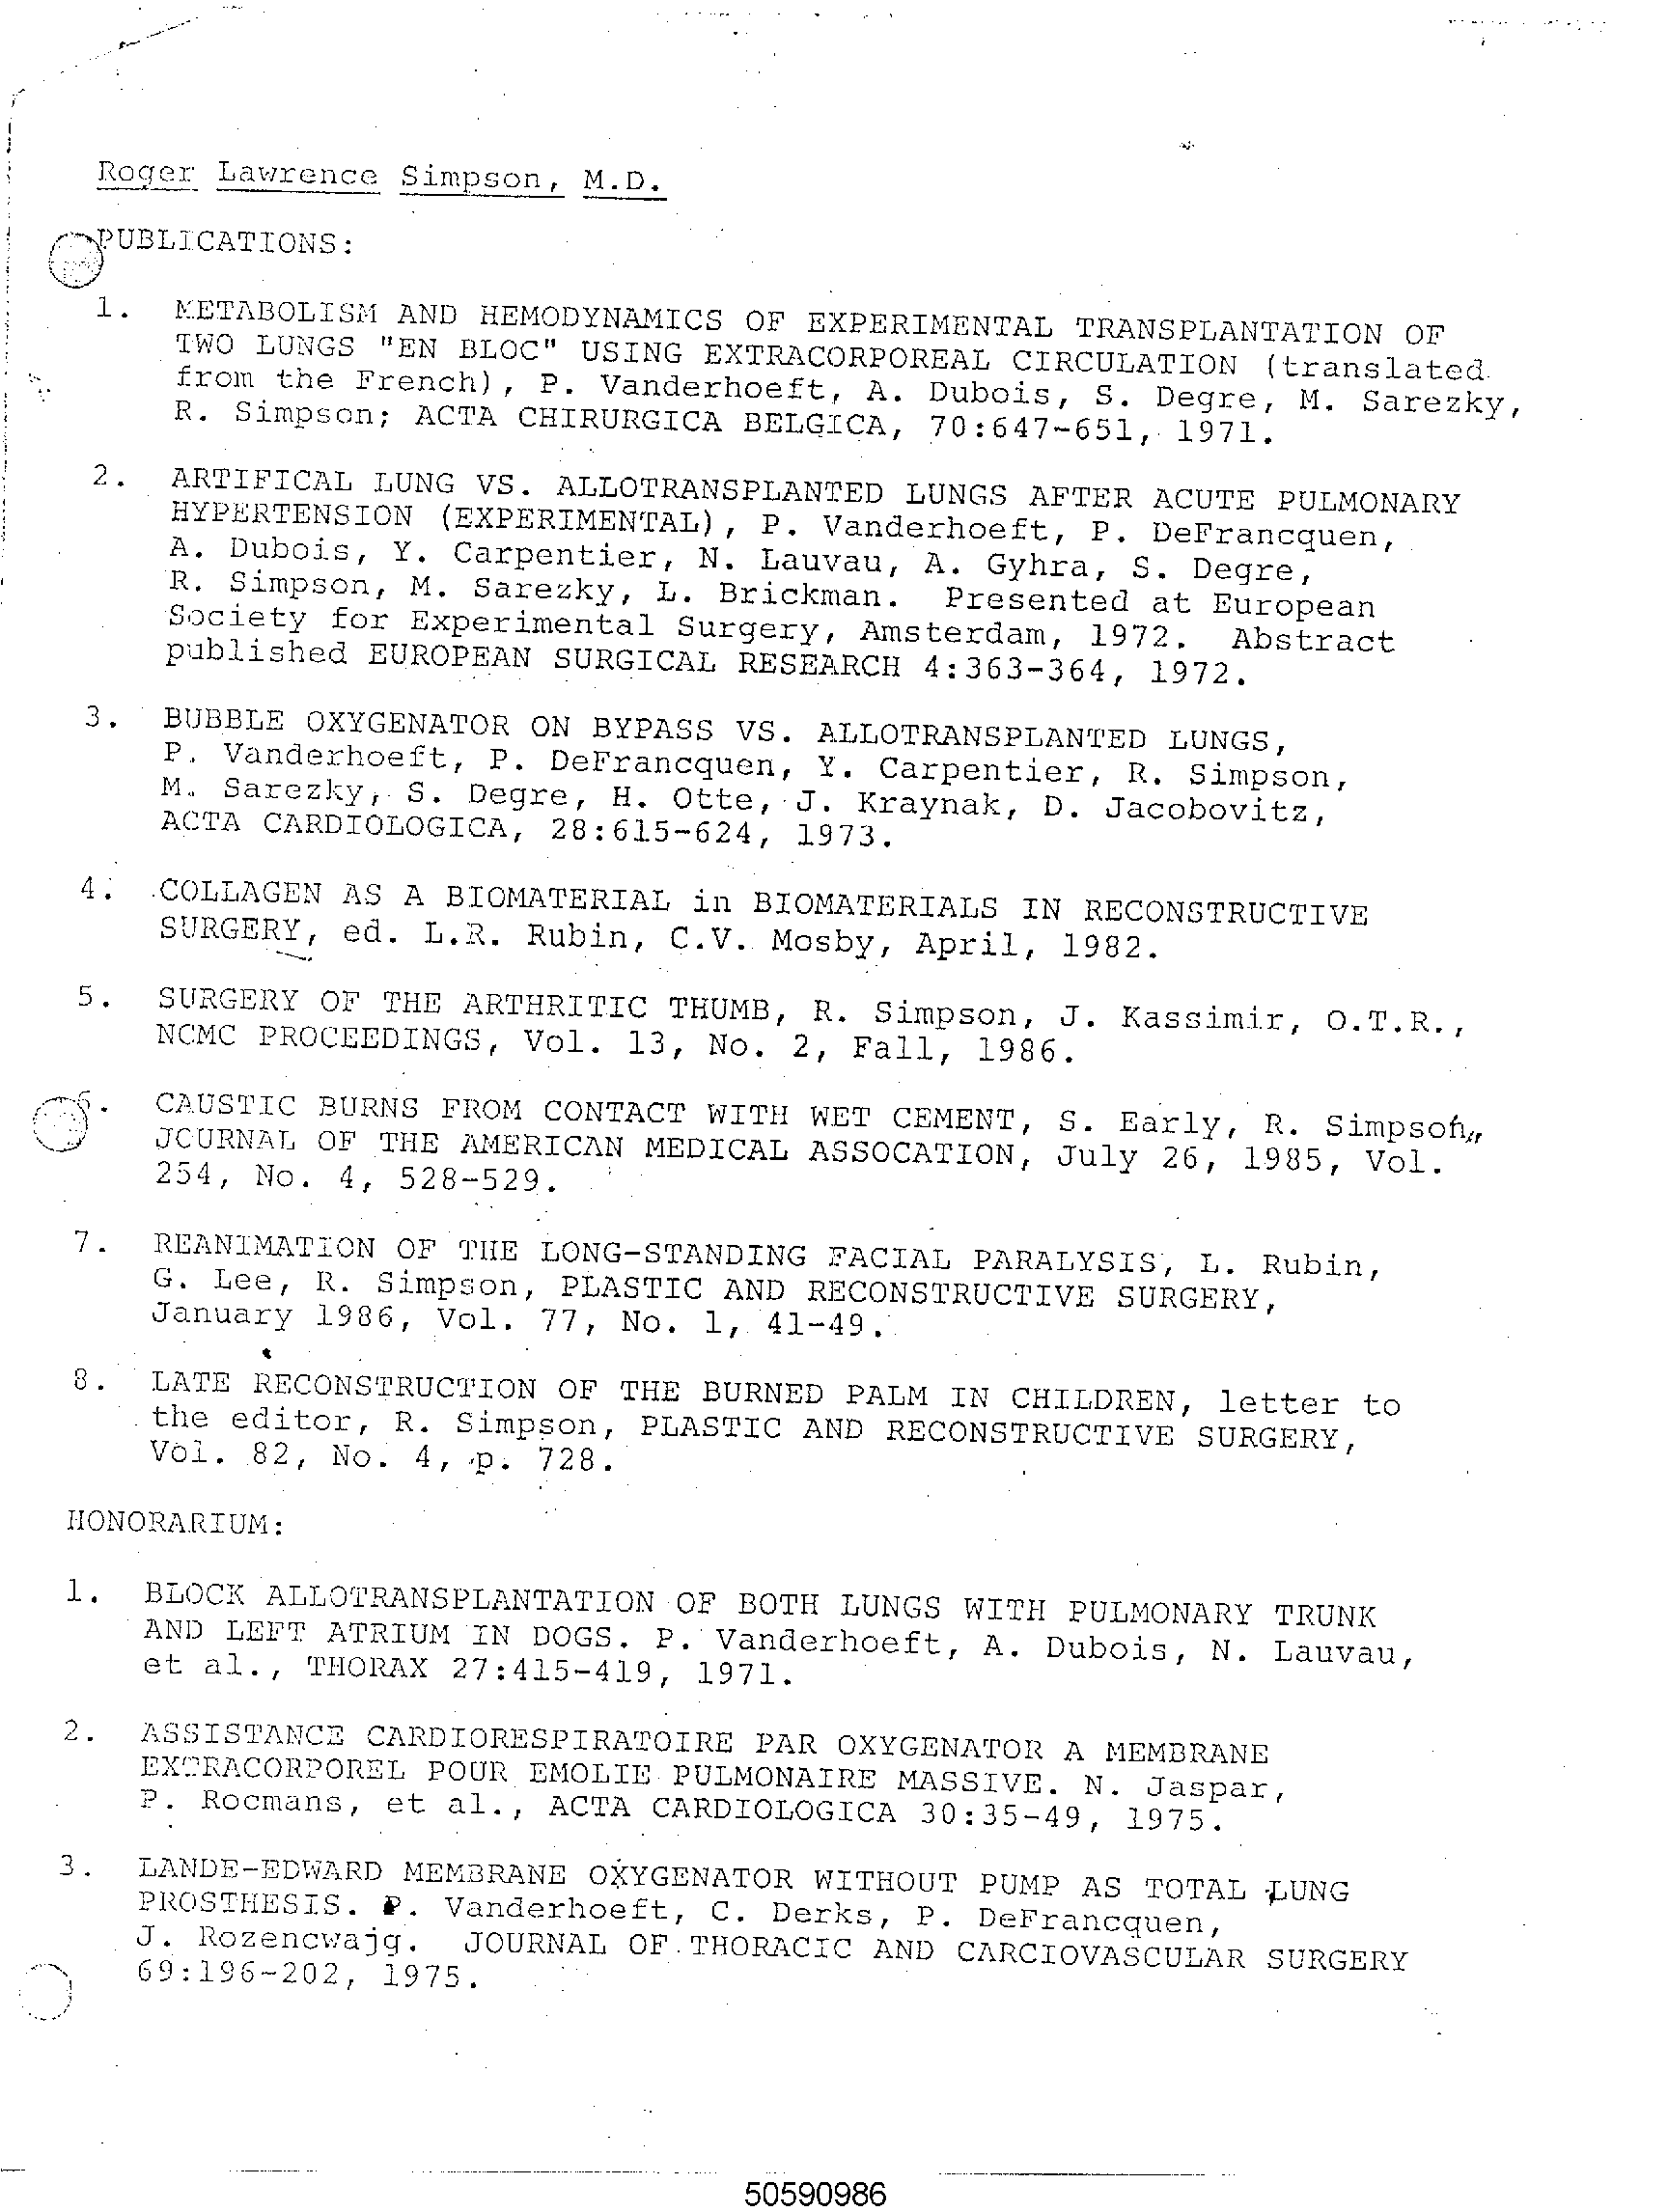 Roger Lawrence Simpson, M.D.
PUBLICATIONS:
1. METABOLISM AND HEMODYNAMICS OF EXPERIMENTAL TRANSPLANTATION OF
TWO LUNGS "EN BLOC" USING EXTRACORPOREAL CIRCULATION (translated
from the French), P. Vanderhoeft, A. Dubois, S. Degre, M. Sarezky,
R. Simpson; ACTA CHIRURGICA BELGICA, 70:647-651, 1971.
2. ARTIFICAL LUNG VS. ALLOTRANSPLANTED LUNGS AFTER ACUTE PULMONARY
HYPERTENSION (EXPERIMENTAL), P. Vanderhoeft, P. DeFrancquen,
A. Dubois, Y. Carpentier, N. Lauvau, A. Gyhra, S. Degre,
R. Simpson, M. Sarezky, L. Brickman. Presented at European
Society for Experimental Surgery, Amsterdam, 1972. Abstract
published EUROPEAN SURGICAL RESEARCH 4:363-364, 1972.
3. BUBBLE OXYGENATOR ON BYPASS VS. ALLOTRANSPLANTED LUNGS,
P. Vanderhoeft, P. DeFrancquen, Y. Carpentier, R. Simpson,
M. Sarezky, S. Degre, H. Otte, J. Kraynak, D. Jacobovitz,
ACTA CARDIOLOGICA, 28:615-624, 1973.
4. COLLAGEN AS A BIOMATERIAL in BIOMATERIALS IN RECONSTRUCTIVE
SURGERY, ed. L.R. Rubin, C.V. Mosby, April, 1982.
5. SURGERY OF THE ARTHRITIC THUMB, R. Simpson, J. Kassimir, O.T.R.,
NCMC PROCEEDINGS, Vol. 13, No. 2, Fall, 1986.
6. CAUSTIC BURNS FROM CONTACT WITH WET CEMENT, S. Early, R. Simpson,
JOURNAL OF THE AMERICAN MEDICAL ASSOCATION, July 26, 1985, Vol.
254, No. 4, 528-529.
7. REANIMATION OF THE LONG-STANDING FACIAL PARALYSIS, L. Rubin,
G. Lee, R. Simpson, PLASTIC AND RECONSTRUCTIVE SURGERY,
January 1986, Vol. 77, No. 1, 41-49.
8. LATE RECONSTRUCTION OF THE BURNED PALM IN CHILDREN, letter to
the editor, R. Simpson, PLASTIC AND RECONSTRUCTIVE SURGERY,
Vol. 82, No. 4, p. 728.
HONORARIUM:
1. BLOCK ALLOTRANSPLANTATION OF BOTH LUNGS WITH PULMONARY TRUNK
AND LEFT ATRIUM IN DOGS. P. Vanderhoeft, A. Dubois, N. Lauvau,
et al., THORAX 27:415-419, 1971.
2. ASSISTANCE CARDIORESPIRATOIRE PAR OXYGENATOR A MEMBRANE
EXTRACORPOREL POUR EMOLIE PULMONAIRE MASSIVE. N. Jaspar,
P. Rocmans, et al., ACTA CARDIOLOGICA 30:35-49, 1975.
3. LANDE-EDWARD MEMBRANE OXYGENATOR WITHOUT PUMP AS TOTAL LUNG
PROSTHESIS. P. Vanderhoeft, C. Derks, P. DeFrancquen,
J. Rozencwajg. JOURNAL OF THORACIC AND CARCIOVASCULAR SURGERY
69:196-202, 1975.
50590986